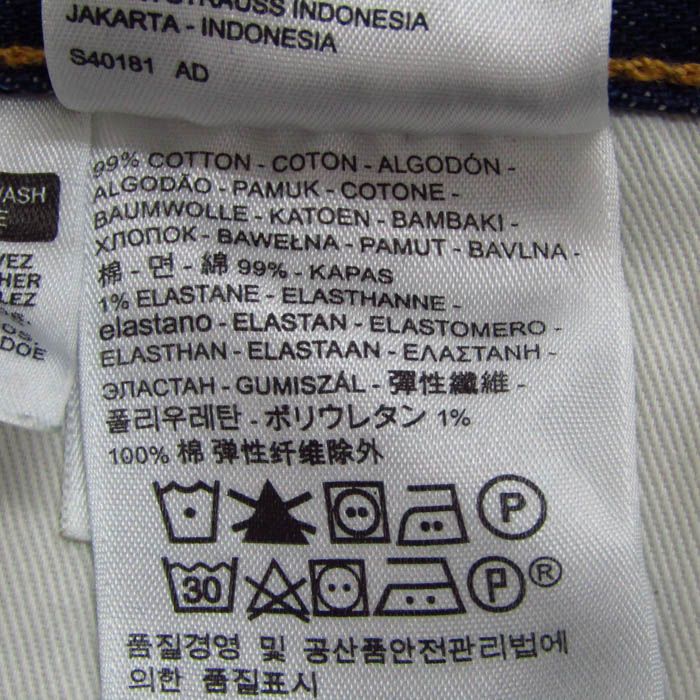 STRAUSS INDONESIA
JAKARTA - INDONESIA
S40181 AD
WASH
99% COTTON - COTON - ALGODÓN -
ALGODÃO - PAMUK - COTONE -
BAUMWOLLE - KATOEN - BAMBAKI -
ХЛОПОК - BAWEŁNA - PAMUT - BAVLNA -
棉 - 면 - 綿 99% - KAPAS
1% ELASTANE - ELASTHANNE -
elastano - ELASTAN - ELASTOMERO -
ELASTHAN - ELASTAAN - ΕΛΑΣΤΑΝΗ -
ЭЛАСТАН - GUMISZÁL - 彈性纖維 -
폴리우레탄 - ポリウレタン 1%
100% 棉 弹性纤维除外
P
30 P ®
품질경영 및 공산품안전관리법에
의한 품질표시